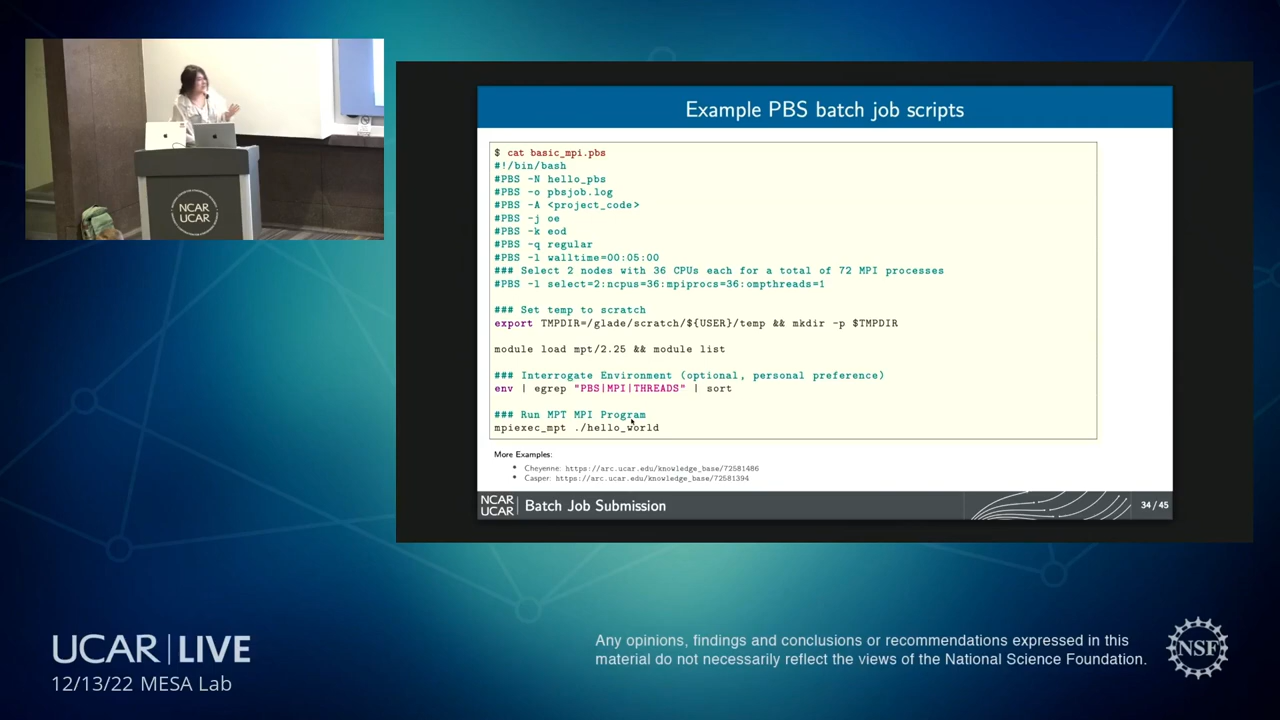 NCAR
UCAR
Example PBS batch job scripts
$ cat basic_mpi.pbs
#!/bin/bash
#PBS -N hello_pbs
#PBS -o pbsjob.log
#PBS -A <project_code>
#PBS -j oe
#PBS -k eod
#PBS -q regular
#PBS -l walltime=00:05:00
### Select 2 nodes with 36 CPUs each for a total of 72 MPI processes
#PBS -l select=2:ncpus=36:mpiprocs=36:ompthreads=1
### Set temp to scratch
export TMPDIR=/glade/scratch/${USER}/temp && mkdir -p $TMPDIR
module load mpt/2.25 && module list
### Interrogate Environment (optional, personal preference)
env | egrep "PBS|MPI|THREADS" | sort
### Run MPT MPI Program
mpiexec_mpt ./hello_world
More Examples:
• Cheyenne: https://arc.ucar.edu/knowledge_base/72581486
• Casper: https://arc.ucar.edu/knowledge_base/72581394
NCAR
UCAR
Batch Job Submission
34 / 45
UCAR | LIVE
12/13/22 MESA Lab
Any opinions, findings and conclusions or recommendations expressed in this
material do not necessarily reflect the views of the National Science Foundation.
NSF